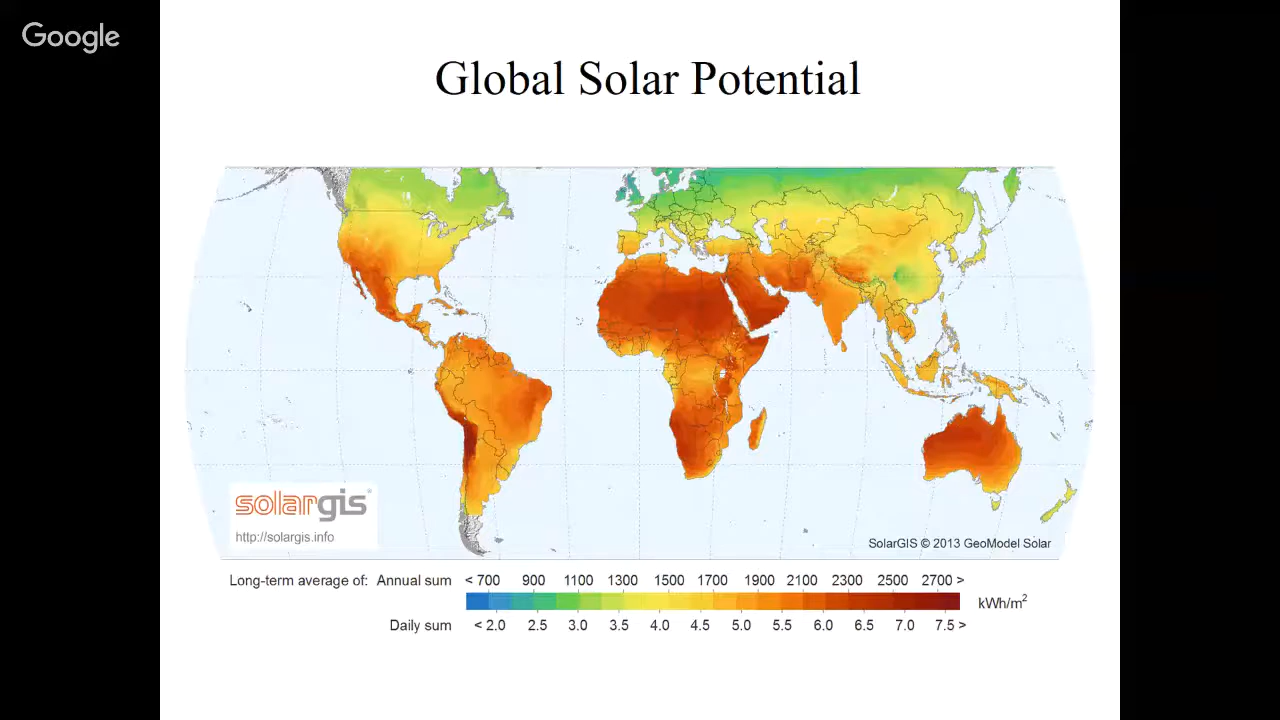 Google
Global Solar Potential
solargis®
http://solargis.info
SolarGIS © 2013 GeoModel Solar
Long-term average of: Annual sum < 700 900 1100 1300 1500 1700 1900 2100 2300 2500 2700 >
kWh/m²
Daily sum < 2.0 2.5 3.0 3.5 4.0 4.5 5.0 5.5 6.0 6.5 7.0 7.5 >